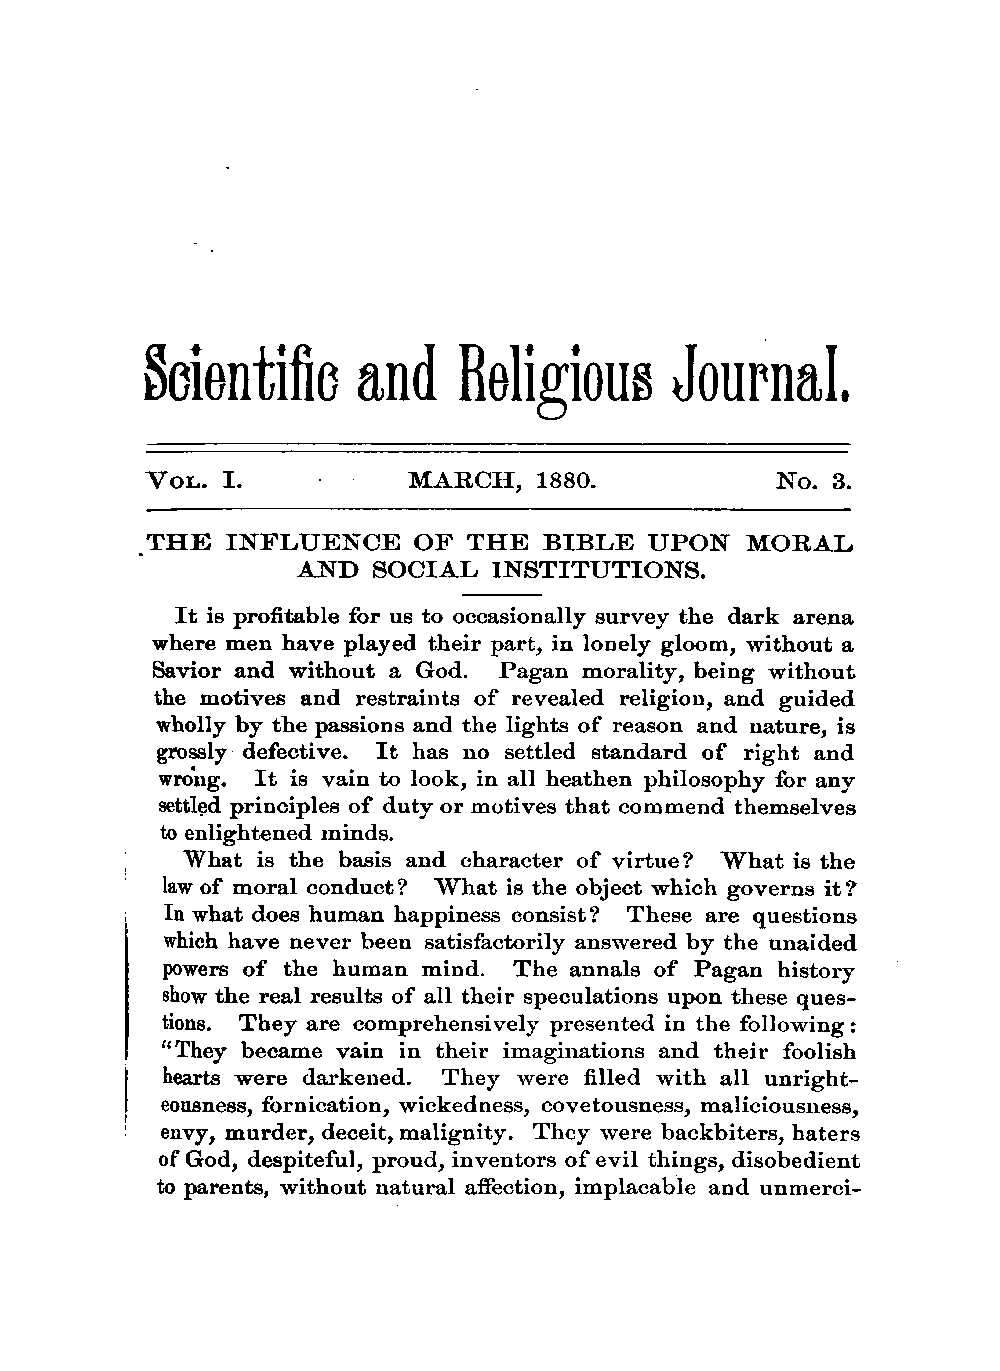 Scientific and Religious Journal.
VOL. I. MARCH, 1880. No. 3.
THE INFLUENCE OF THE BIBLE UPON MORAL
AND SOCIAL INSTITUTIONS.
It is profitable for us to occasionally survey the dark arena
where men have played their part, in lonely gloom, without a
Savior and without a God. Pagan morality, being without
the motives and restraints of revealed religion, and guided
wholly by the passions and the lights of reason and nature, is
grossly defective. It has no settled standard of right and
wrong. It is vain to look, in all heathen philosophy for any
settled principles of duty or motives that commend themselves
to enlightened minds.
What is the basis and character of virtue? What is the
law of moral conduct? What is the object which governs it?
In what does human happiness consist? These are questions
which have never been satisfactorily answered by the unaided
powers of the human mind. The annals of Pagan history
show the real results of all their speculations upon these ques-
tions. They are comprehensively presented in the following:
"They became vain in their imaginations and their foolish
hearts were darkened. They were filled with all unright-
eousness, fornication, wickedness, covetousness, maliciousness,
envy, murder, deceit, malignity. They were backbiters, haters
of God, despiteful, proud, inventors of evil things, disobedient
to parents, without natural affection, implacable and unmerci-